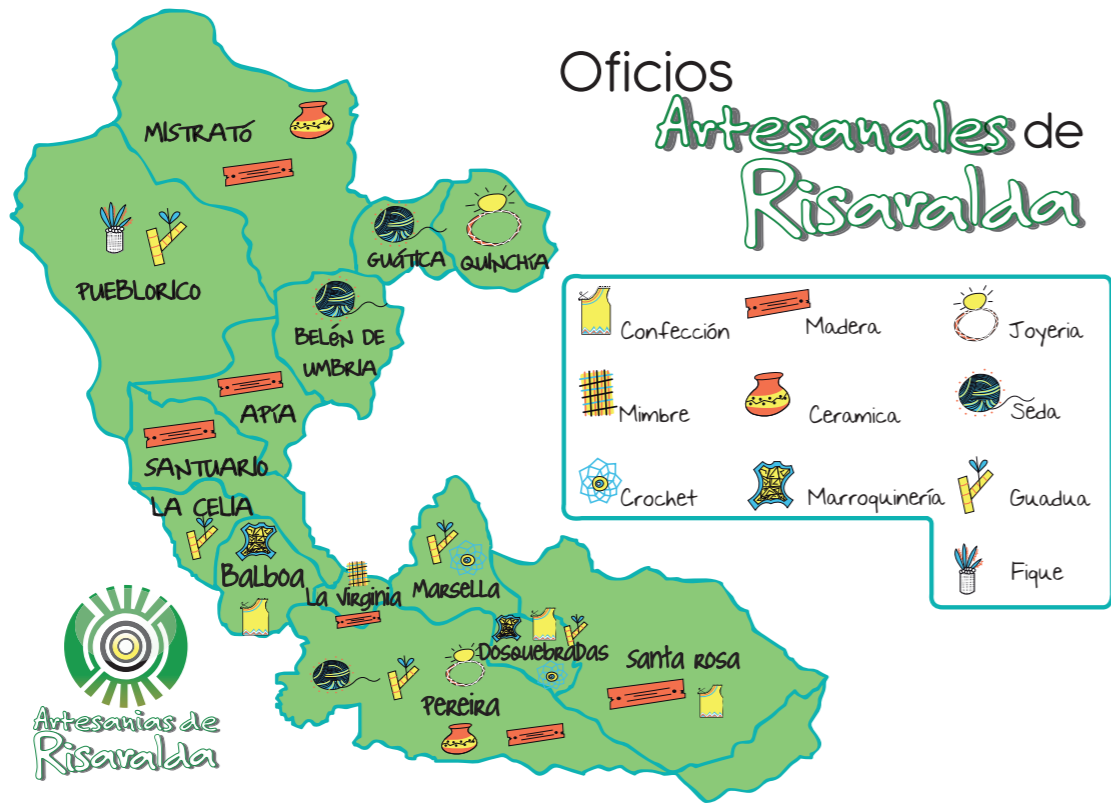 Oficios
Artesanales de
Risaralda
MISTRATÓ
GUÁTICA
QUINCHÍA
PUEBLORICO
BELÉN DE
UMBRIA
APÍA
SANTUARIO
LA CELIA
Balboa
La Virginia
Marsella
DOSQUEBRADAS
Santa Rosa
Pereira
Confección
Madera
Joyeria
Mimbre
Ceramica
Seda
Crochet
Marroquinería
Guadua
Fique
Artesanias de
Risaralda